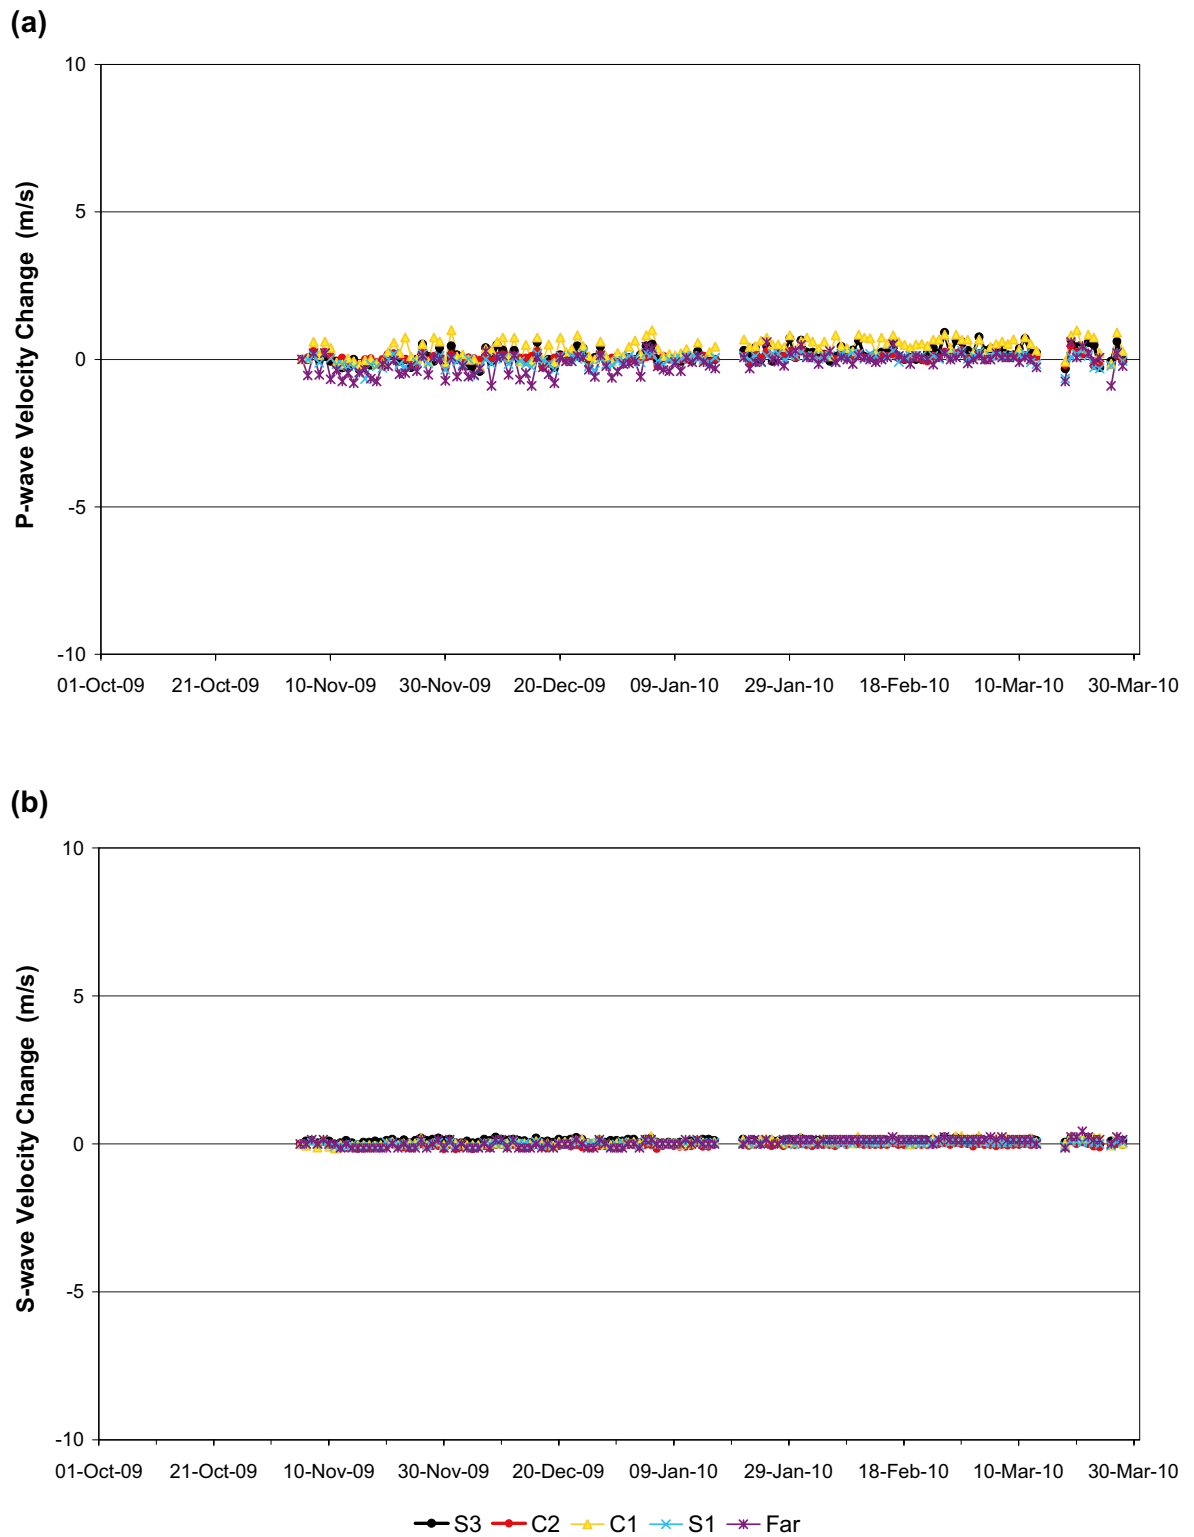 (a)
10
5
0
-5
-10
P-wave Velocity Change (m/s)
01-Oct-09 21-Oct-09 10-Nov-09 30-Nov-09 20-Dec-09 09-Jan-10 29-Jan-10 18-Feb-10 10-Mar-10 30-Mar-10
(b)
10
5
0
-5
-10
S-wave Velocity Change (m/s)
01-Oct-09 21-Oct-09 10-Nov-09 30-Nov-09 20-Dec-09 09-Jan-10 29-Jan-10 18-Feb-10 10-Mar-10 30-Mar-10
S3 C2 C1 S1 Far